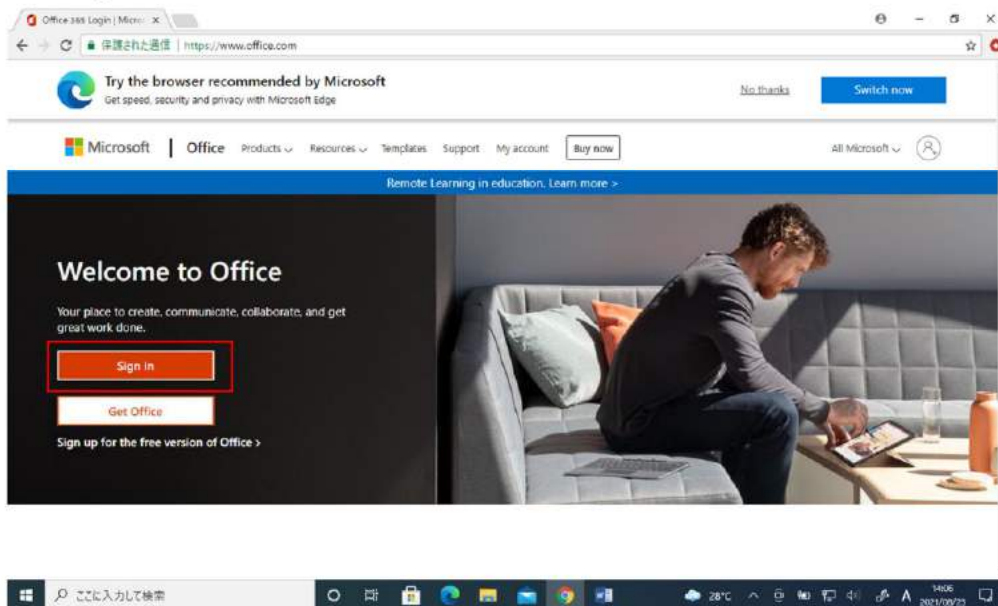 Office 365 Login | Micro
保護された通信 | https://www.office.com
Try the browser recommended by Microsoft
Get speed, security and privacy with Microsoft Edge
No thanks
Switch now
Microsoft | Office Products Resources Templates Support My account Buy now All Microsoft
Remote Learning in education. Learn more >
Welcome to Office
Your place to create, communicate, collaborate, and get
great work done.
Sign in
Get Office
Sign up for the free version of Office >
ここに入力して検索
28°C
A
14:06
2021/09/25